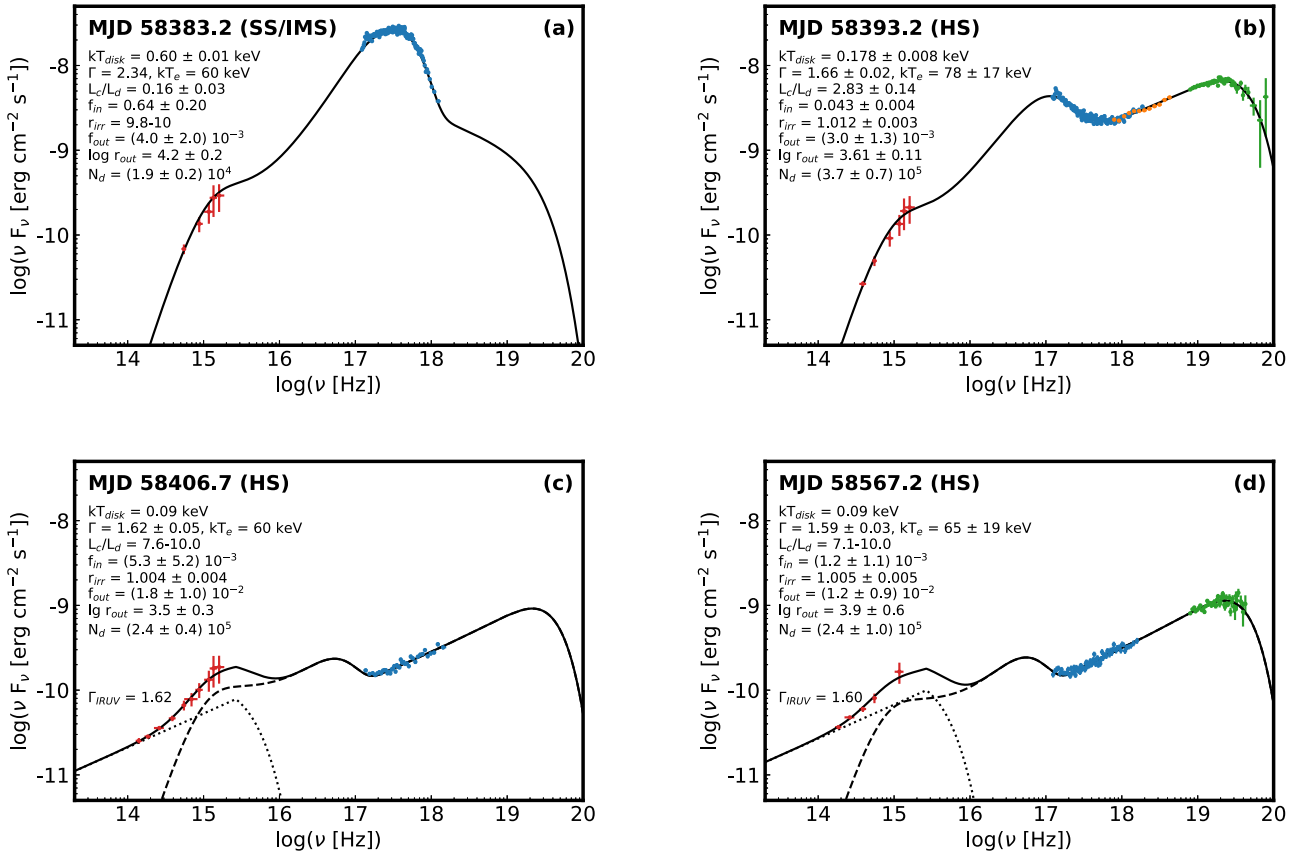 MJD 58383.2 (SS/IMS)
(a)
kT_disk = 0.60 ± 0.01 keV
Γ = 2.34, kT_e = 60 keV
L_c/L_d = 0.16 ± 0.03
f_in = 0.64 ± 0.20
r_irr = 9.8-10
f_out = (4.0 ± 2.0) 10^−3
log r_out = 4.2 ± 0.2
N_d = (1.9 ± 0.2) 10^4
log(ν F_ν [erg cm^−2 s^−1])
-8
-9
-10
-11
14 15 16 17 18 19 20
log(ν [Hz])
MJD 58393.2 (HS)
(b)
kT_disk = 0.178 ± 0.008 keV
Γ = 1.66 ± 0.02, kT_e = 78 ± 17 keV
L_c/L_d = 2.83 ± 0.14
f_in = 0.043 ± 0.004
r_irr = 1.012 ± 0.003
f_out = (3.0 ± 1.3) 10^−3
lg r_out = 3.61 ± 0.11
N_d = (3.7 ± 0.7) 10^5
log(ν F_ν [erg cm^−2 s^−1])
-8
-9
-10
-11
14 15 16 17 18 19 20
log(ν [Hz])
MJD 58406.7 (HS)
(c)
kT_disk = 0.09 keV
Γ = 1.62 ± 0.05, kT_e = 60 keV
L_c/L_d = 7.6-10.0
f_in = (5.3 ± 5.2) 10^−3
r_irr = 1.004 ± 0.004
f_out = (1.8 ± 1.0) 10^−2
lg r_out = 3.5 ± 0.3
N_d = (2.4 ± 0.4) 10^5
Γ_IRUV = 1.62
log(ν F_ν [erg cm^−2 s^−1])
-8
-9
-10
-11
14 15 16 17 18 19 20
log(ν [Hz])
MJD 58567.2 (HS)
(d)
kT_disk = 0.09 keV
Γ = 1.59 ± 0.03, kT_e = 65 ± 19 keV
L_c/L_d = 7.1-10.0
f_in = (1.2 ± 1.1) 10^−3
r_irr = 1.005 ± 0.005
f_out = (1.2 ± 0.9) 10^−2
lg r_out = 3.9 ± 0.6
N_d = (2.4 ± 1.0) 10^5
Γ_IRUV = 1.60
log(ν F_ν [erg cm^−2 s^−1])
-8
-9
-10
-11
14 15 16 17 18 19 20
log(ν [Hz])